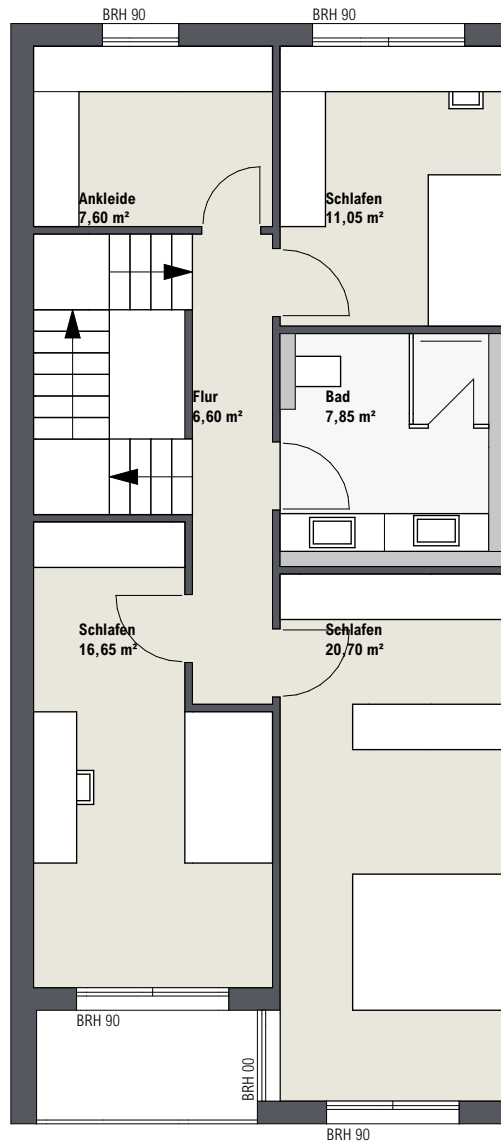 BRH 90
BRH 90
Ankleide
7,60 m²
Schlafen
11,05 m²
Flur
6,60 m²
Bad
7,85 m²
Schlafen
16,65 m²
Schlafen
20,70 m²
BRH 90
BRH 00
BRH 90